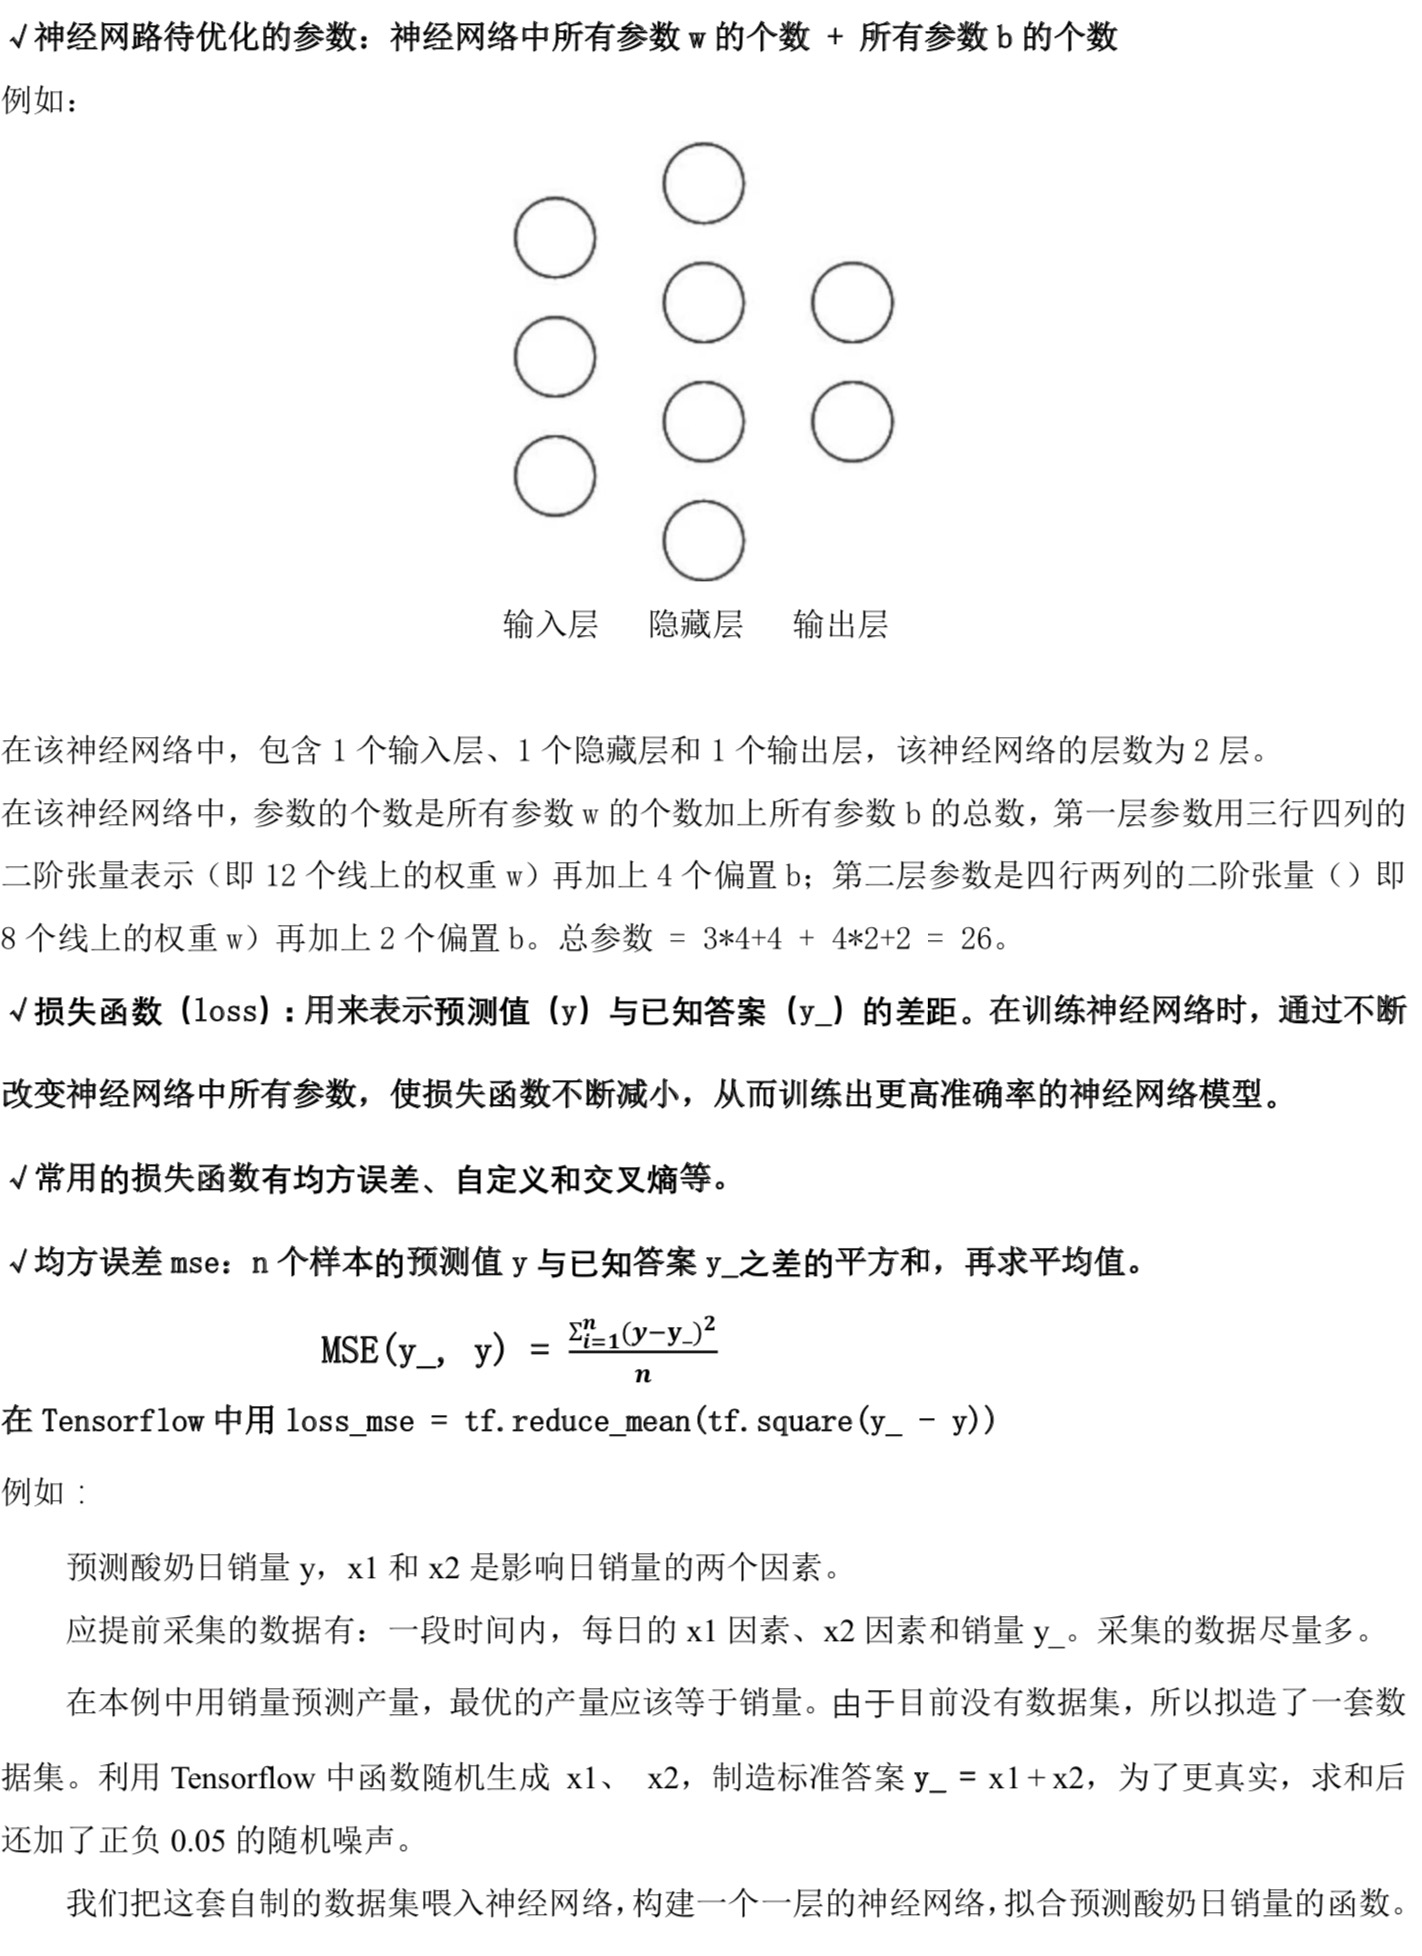 √神经网路待优化的参数：神经网络中所有参数 w 的个数 + 所有参数 b 的个数
例如：
输入层 隐藏层 输出层
在该神经网络中，包含 1 个输入层、1 个隐藏层和 1 个输出层，该神经网络的层数为 2 层。
在该神经网络中，参数的个数是所有参数 w 的个数加上所有参数 b 的总数，第一层参数用三行四列的
二阶张量表示（即 12 个线上的权重 w）再加上 4 个偏置 b；第二层参数是四行两列的二阶张量（）即
8 个线上的权重 w）再加上 2 个偏置 b。总参数 = 3*4+4 + 4*2+2 = 26。
√损失函数（loss）：用来表示预测值（y）与已知答案（y_）的差距。在训练神经网络时，通过不断
改变神经网络中所有参数，使损失函数不断减小，从而训练出更高准确率的神经网络模型。
√常用的损失函数有均方误差、自定义和交叉熵等。
√均方误差 mse：n 个样本的预测值 y 与已知答案 y_之差的平方和，再求平均值。
MSE(y_, y) = \frac{\sum_{i=1}^{n}(y-y\_)^2}{n}
在 Tensorflow 中用 loss_mse = tf.reduce_mean(tf.square(y_ - y))
例如：
预测酸奶日销量 y，x1 和 x2 是影响日销量的两个因素。
应提前采集的数据有：一段时间内，每日的 x1 因素、x2 因素和销量 y_。采集的数据尽量多。
在本例中用销量预测产量，最优的产量应该等于销量。由于目前没有数据集，所以拟造了一套数
据集。利用 Tensorflow 中函数随机生成 x1、 x2，制造标准答案 y_ = x1 + x2，为了更真实，求和后
还加了正负 0.05 的随机噪声。
我们把这套自制的数据集喂入神经网络，构建一个一层的神经网络，拟合预测酸奶日销量的函数。